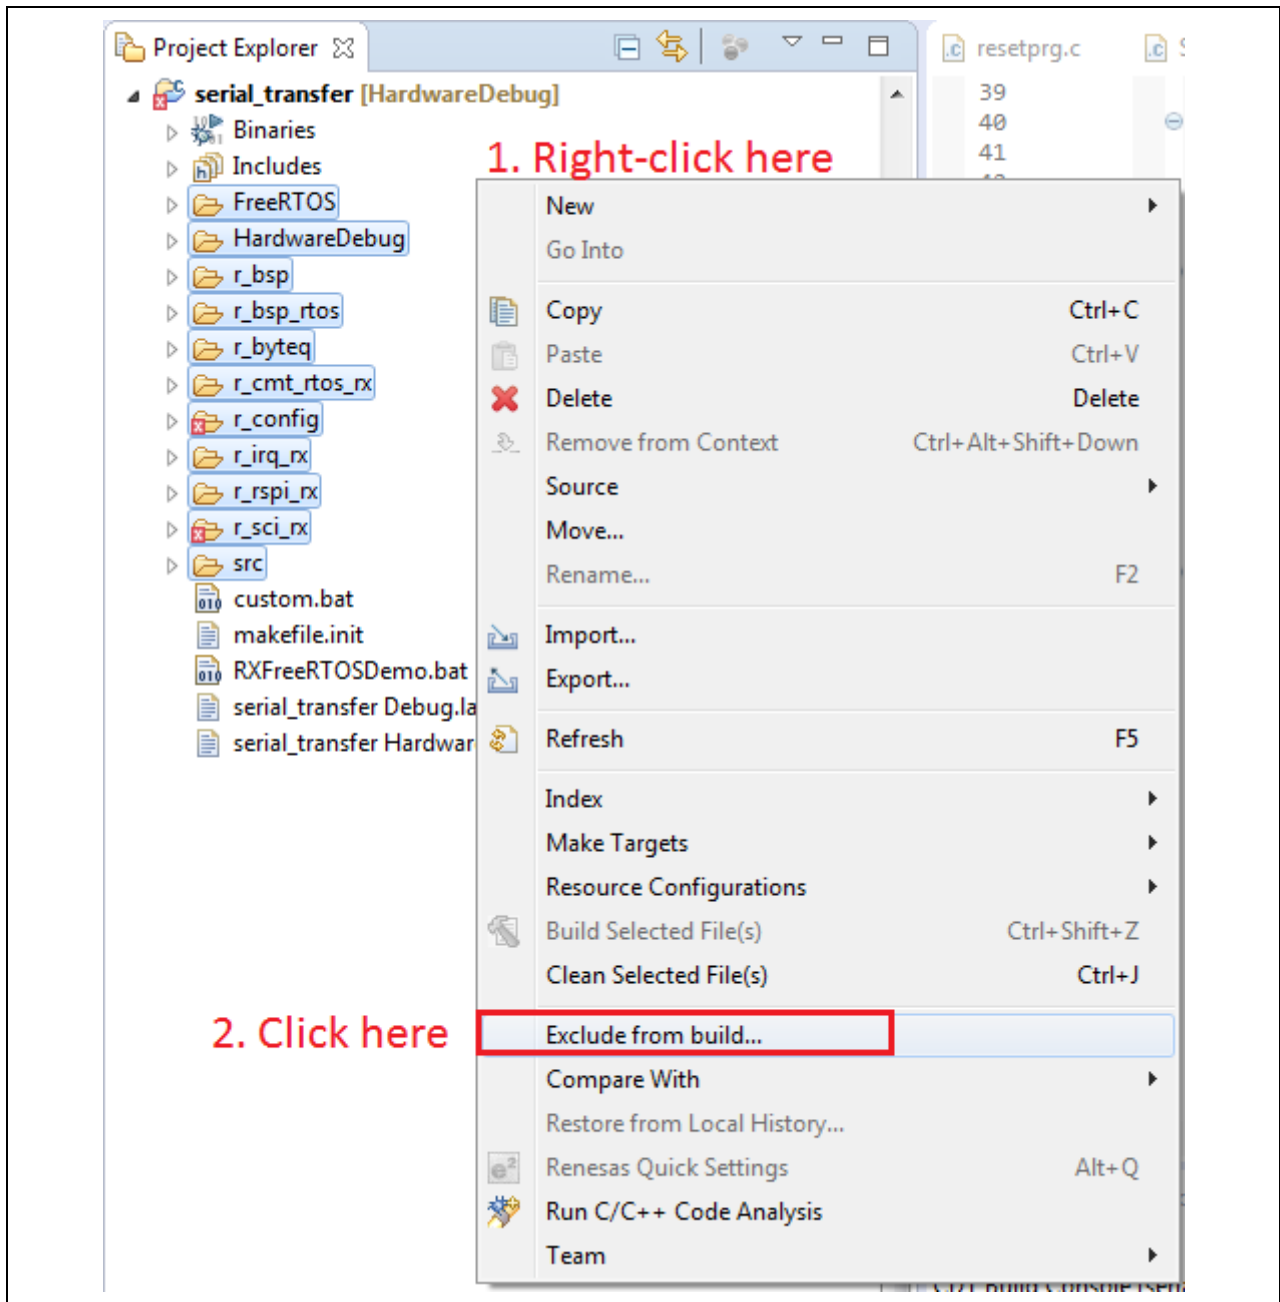 Project Explorer
resetprg.c
serial_transfer [HardwareDebug]
39
Binaries
40
Includes
41
1. Right-click here
FreeRTOS
New
HardwareDebug
Go Into
r_bsp
r_bsp_rtos
Copy Ctrl+C
r_byteq
Paste Ctrl+V
r_cmt_rtos_rx
Delete Delete
r_config
Remove from Context Ctrl+Alt+Shift+Down
r_irq_rx
Source
r_rspi_rx
r_sci_rx
Move...
src
Rename... F2
custom.bat
makefile.init
Import...
RXFreeRTOSDemo.bat
Export...
serial_transfer Debug.la
serial_transfer Hardwar
Refresh F5
Index
Make Targets
Resource Configurations
Build Selected File(s) Ctrl+Shift+Z
Clean Selected File(s) Ctrl+J
2. Click here
Exclude from build...
Compare With
Restore from Local History...
Renesas Quick Settings Alt+Q
Run C/C++ Code Analysis
Team